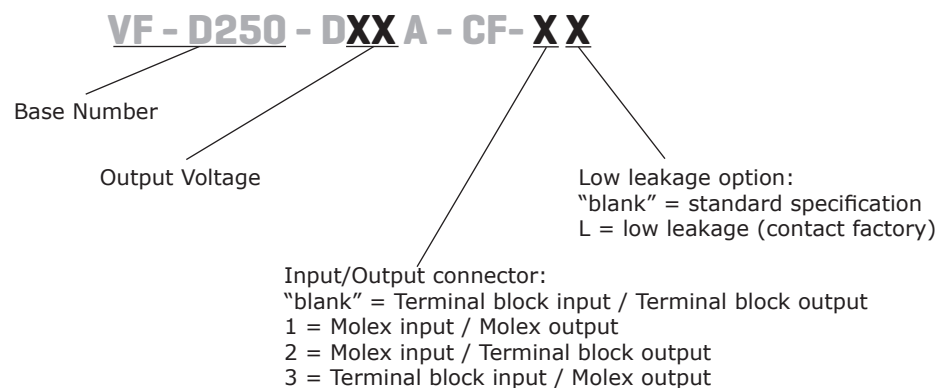 VF - D250 - DXX A - CF- X X
Base Number
Output Voltage
Low leakage option:
“blank” = standard specification
L = low leakage (contact factory)
Input/Output connector:
“blank” = Terminal block input / Terminal block output
1 = Molex input / Molex output
2 = Molex input / Terminal block output
3 = Terminal block input / Molex output